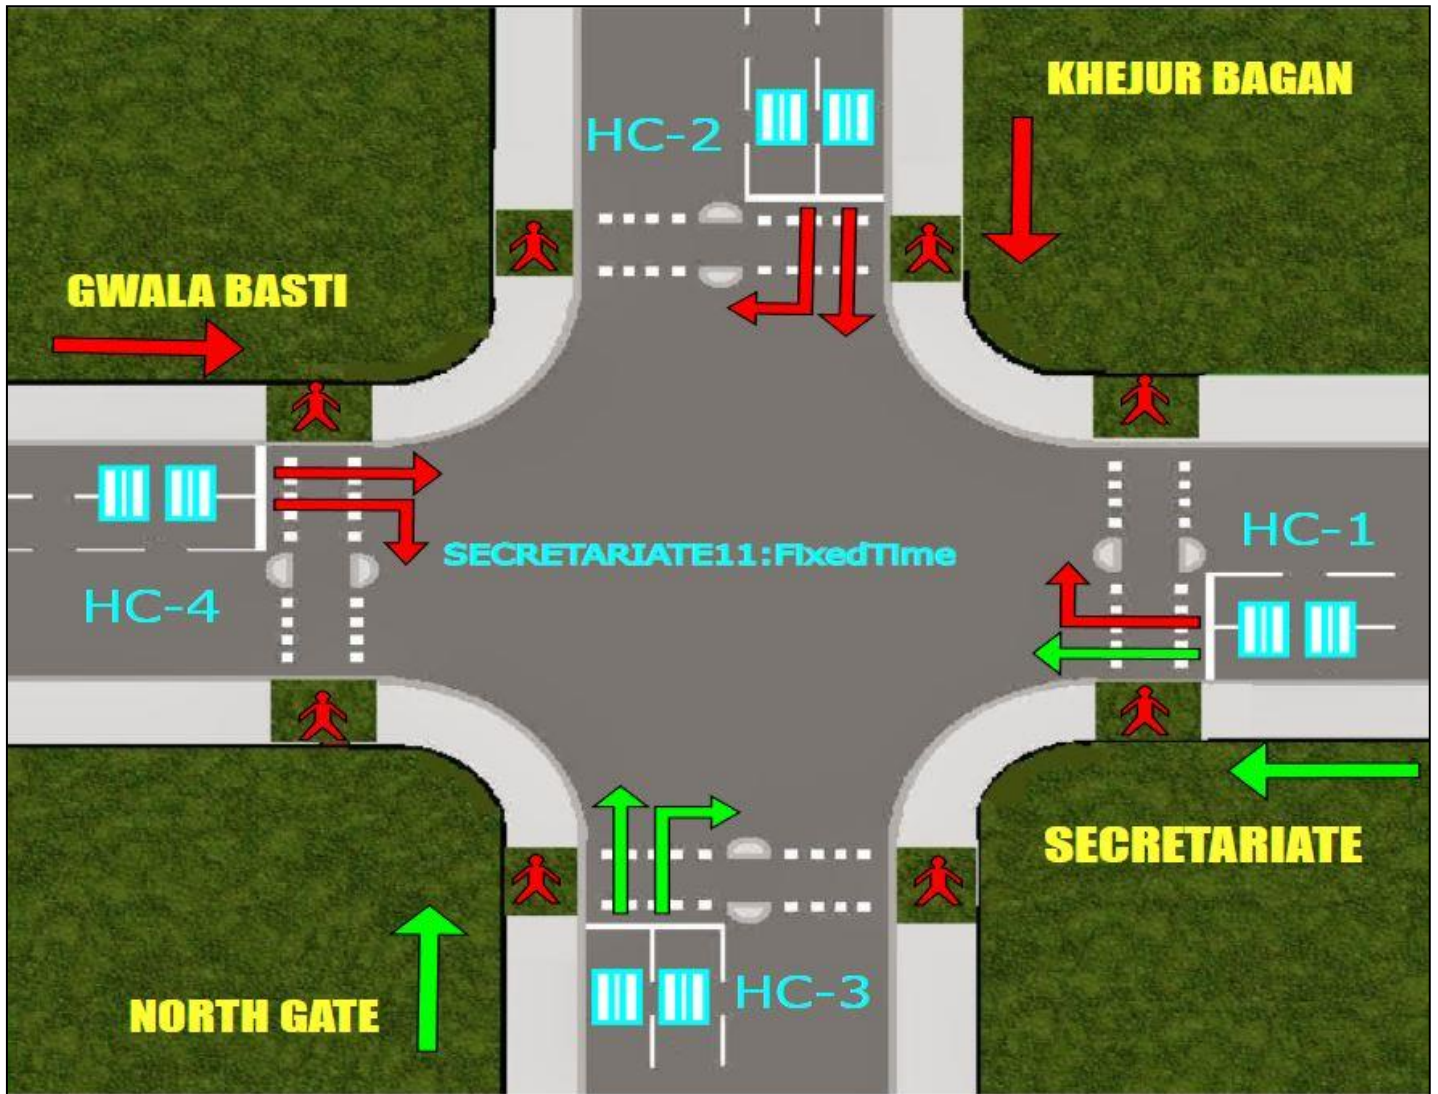 KHEJUR BAGAN
HC-2
GWALA BASTI
HC-1
SECRETARIATE11:FixedTime
HC-4
SECRETARIATE
HC-3
NORTH GATE